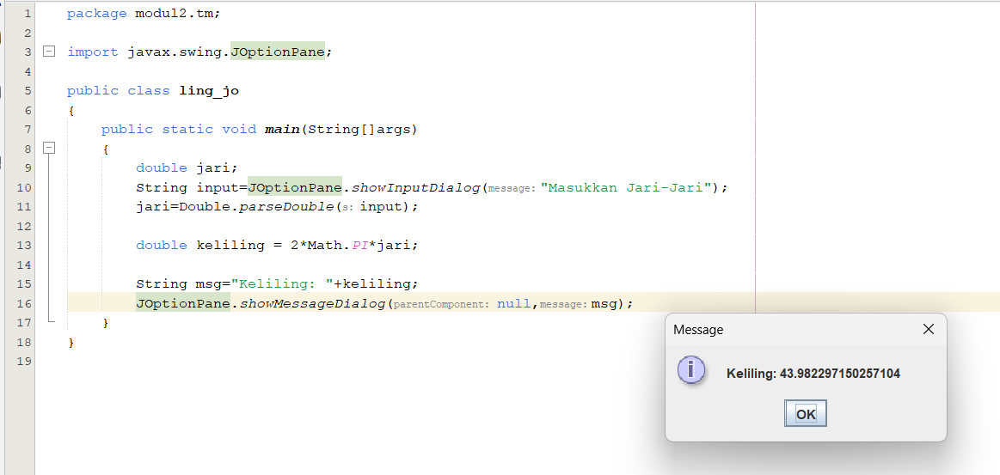 1 package modul2.tm;
2
3 import javax.swing.JOptionPane;
4
5 public class ling_jo
6 {
7 public static void main(String[]args)
8 {
9 double jari;
10 String input=JOptionPane.showInputDialog(message: "Masukkan Jari-Jari");
11 jari=Double.parseDouble(s: input);
12
13 double keliling = 2*Math.PI*jari;
14
15 String msg="Keliling: "+keliling;
16 JOptionPane.showMessageDialog(parentComponent: null,message: msg);
17 }
18 }
19
Message
Keliling: 43.982297150257104
OK